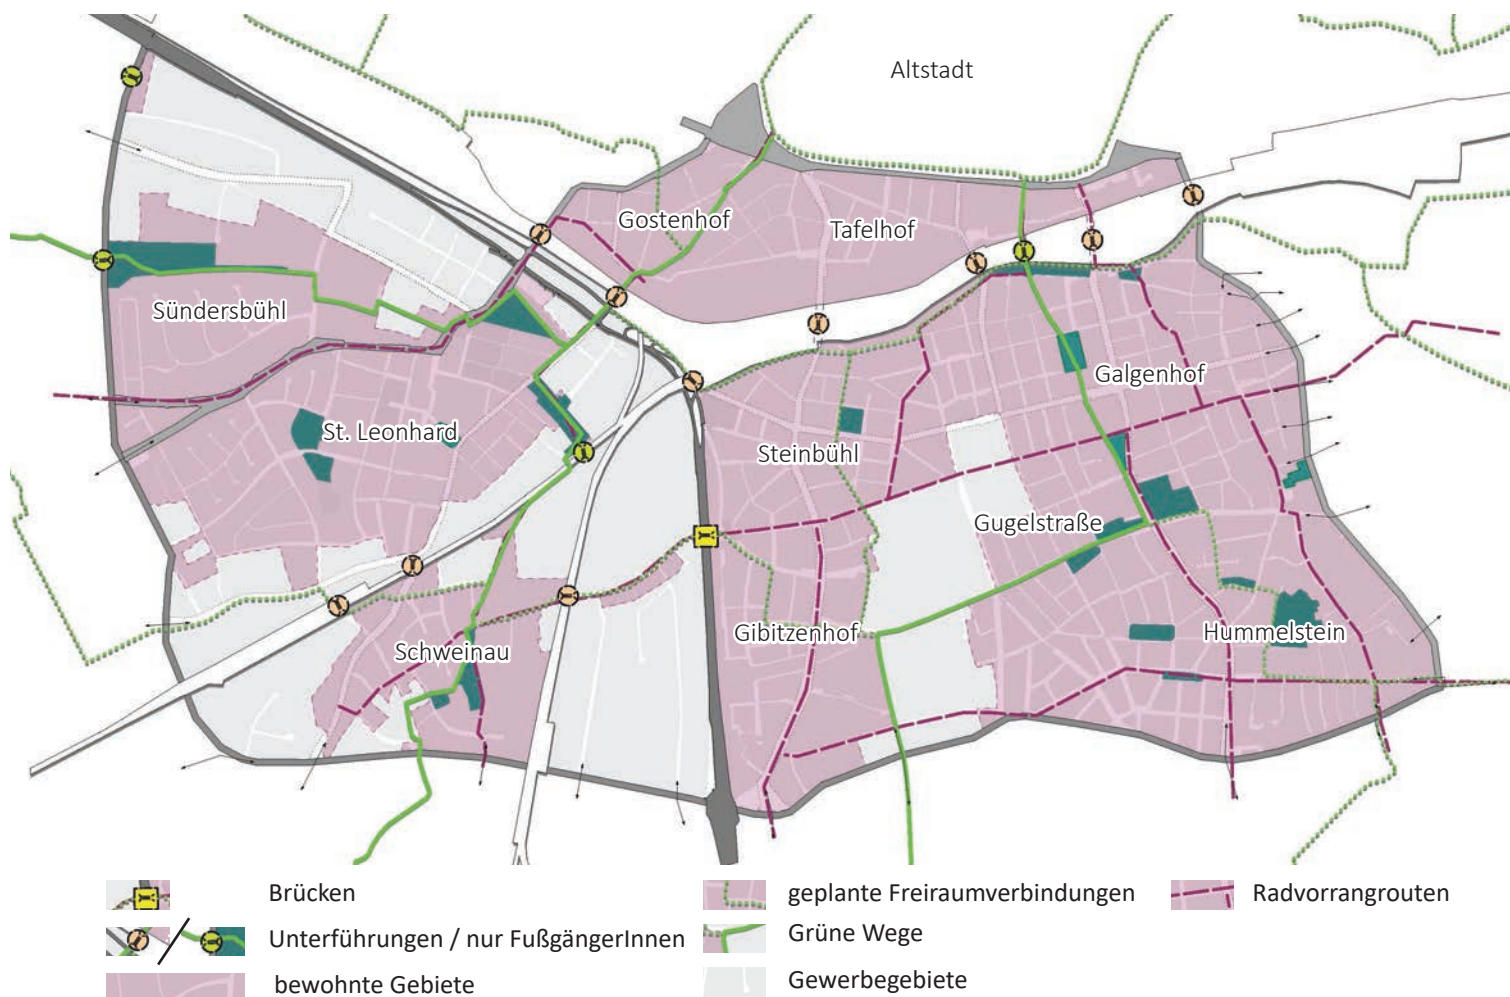 Altstadt
Gostenhof
Tafelhof
Sündersbühl
Galgenhof
St. Leonhard
Steinbühl
Gugelstraße
Schweinau
Gibitzenhof
Hummelstein
Brücken
geplante Freiraumverbindungen
Radvorrangrouten
Unterführungen / nur FußgängerInnen
Grüne Wege
bewohnte Gebiete
Gewerbegebiete